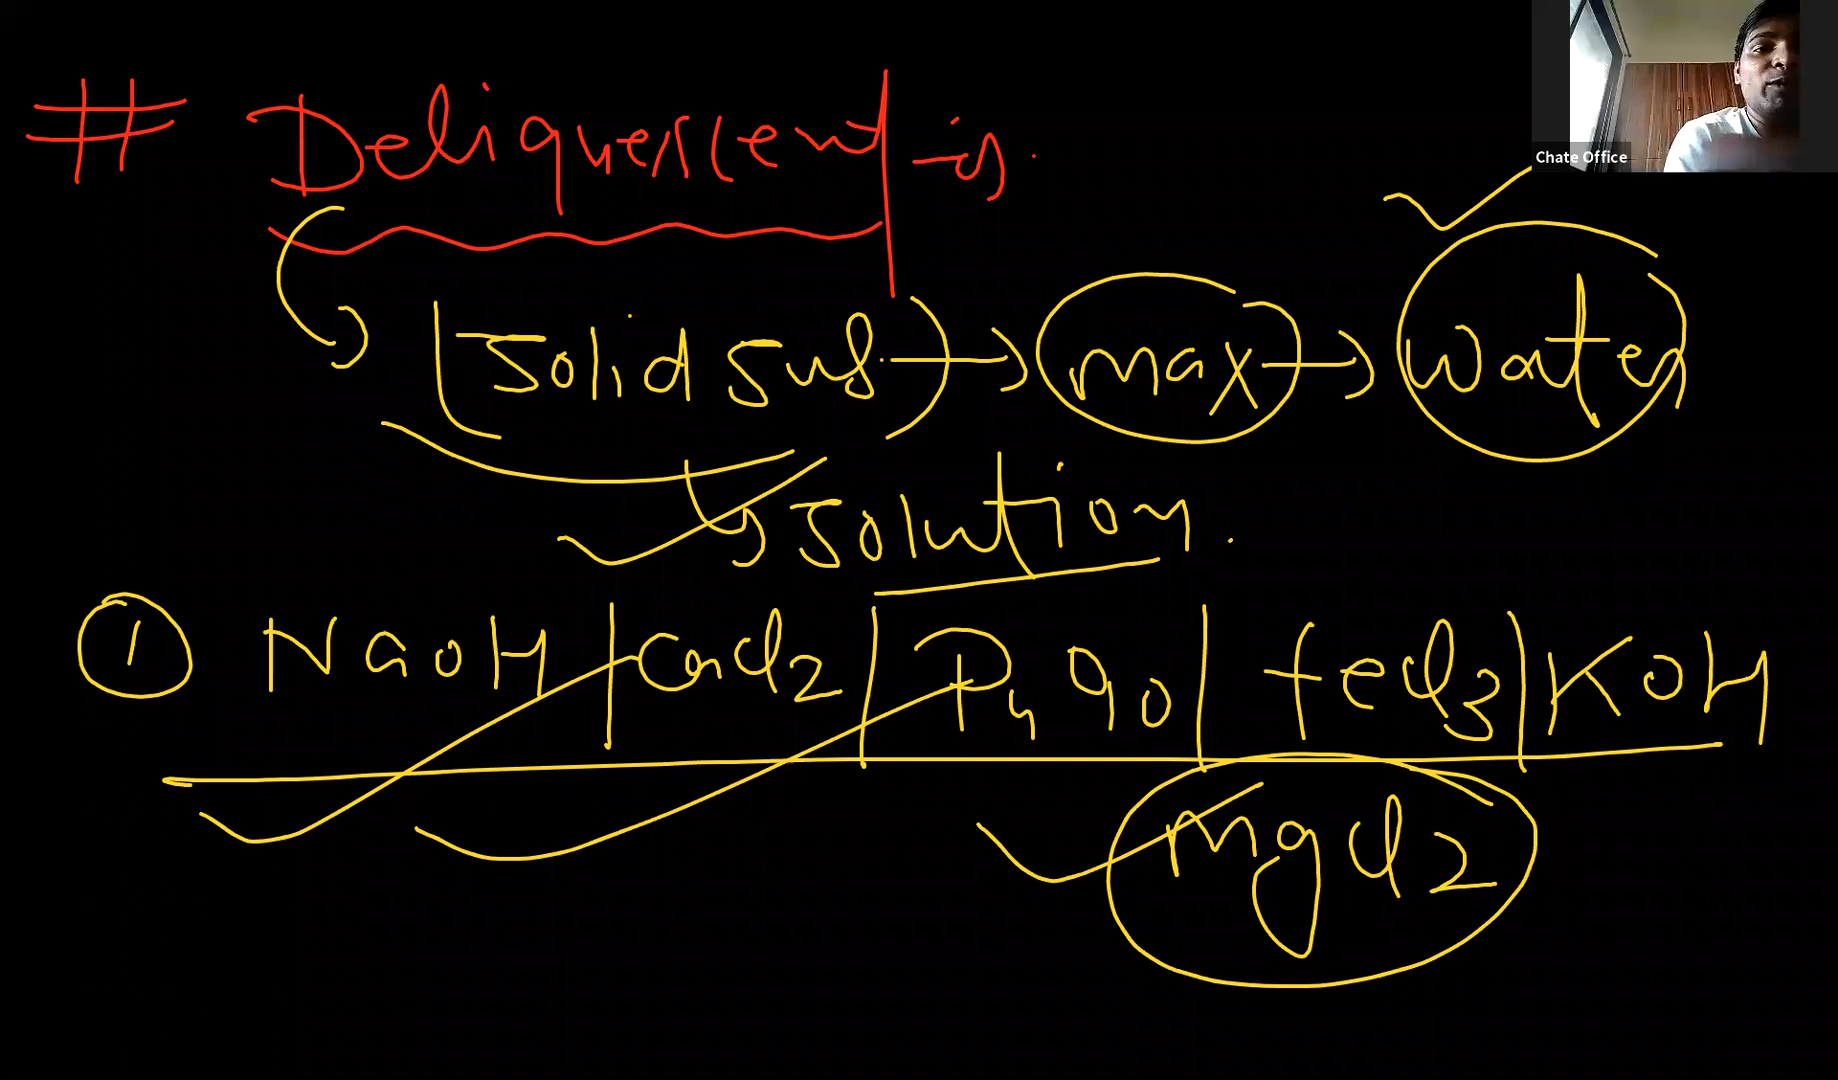 # Deliquescent is
Chate Office
(Solid sub.) → max → water
↳ Solution.
① NaOH | CaCl2 | P4O10 | FeCl3 | KOH
MgCl2